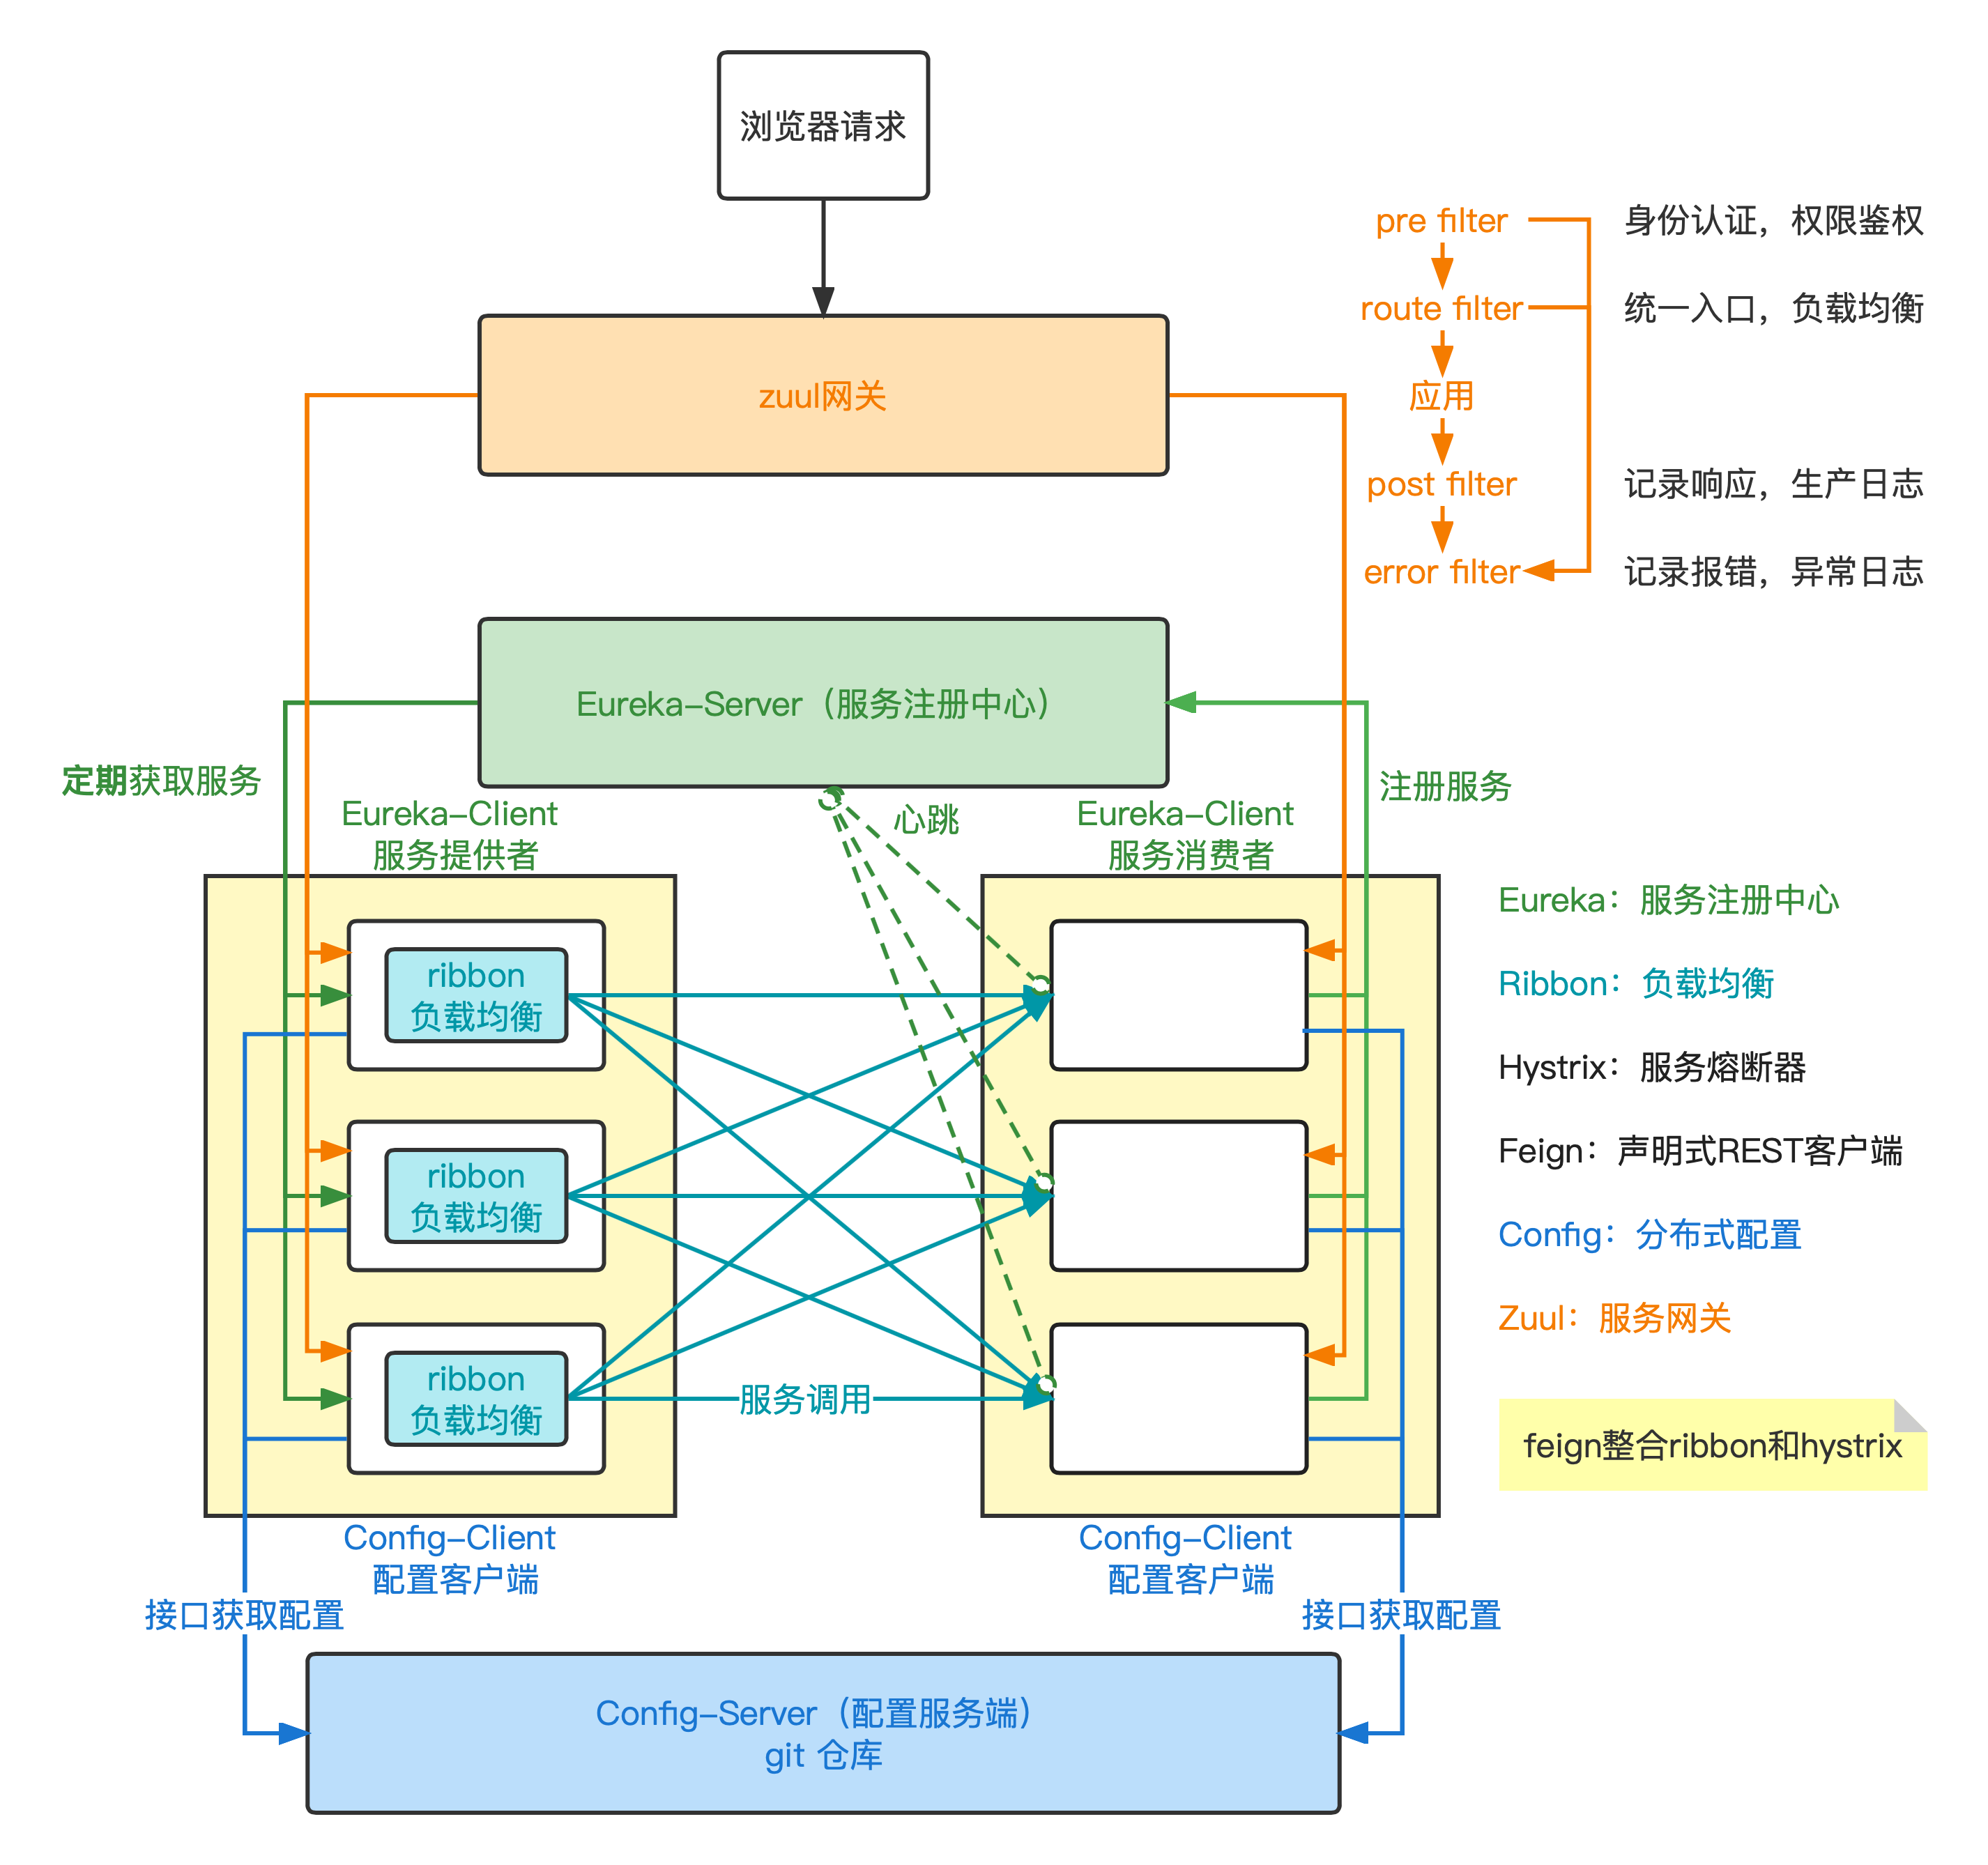 浏览器请求
pre filter
身份认证，权限鉴权
route filter
统一入口，负载均衡
zuul网关
应用
post filter
记录响应，生产日志
error filter
记录报错，异常日志
Eureka-Server（服务注册中心）
定期获取服务
注册服务
心跳
Eureka-Client
服务提供者
Eureka-Client
服务消费者
ribbon
负载均衡
ribbon
负载均衡
ribbon
负载均衡
服务调用
Eureka：服务注册中心
Ribbon：负载均衡
Hystrix：服务熔断器
Feign：声明式REST客户端
Config：分布式配置
Zuul：服务网关
feign整合ribbon和hystrix
Config-Client
配置客户端
Config-Client
配置客户端
接口获取配置
接口获取配置
Config-Server（配置服务端）
git 仓库